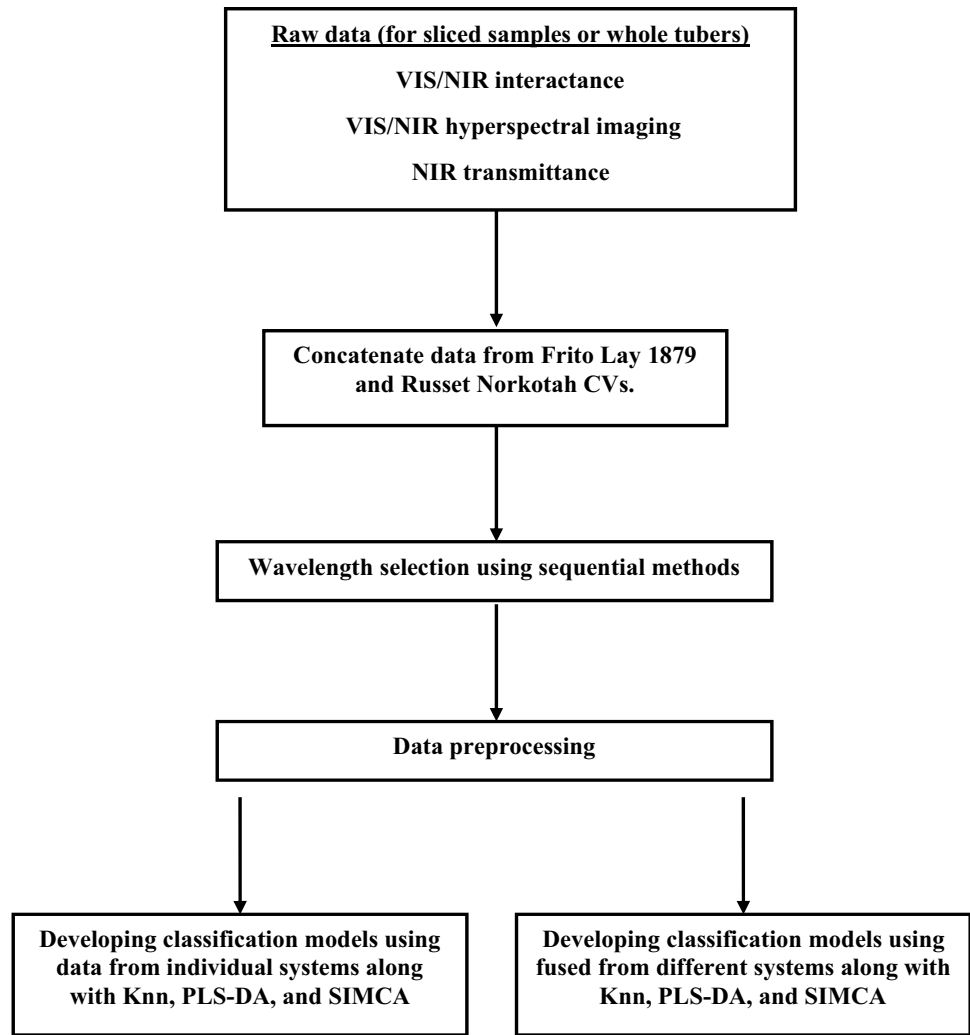 Raw data (for sliced samples or whole tubers)
VIS/NIR interactance
VIS/NIR hyperspectral imaging
NIR transmittance
Concatenate data from Frito Lay 1879
and Russet Norkotah CVs.
Wavelength selection using sequential methods
Data preprocessing
Developing classification models using
data from individual systems along
with Knn, PLS-DA, and SIMCA
Developing classification models using
fused from different systems along with
Knn, PLS-DA, and SIMCA